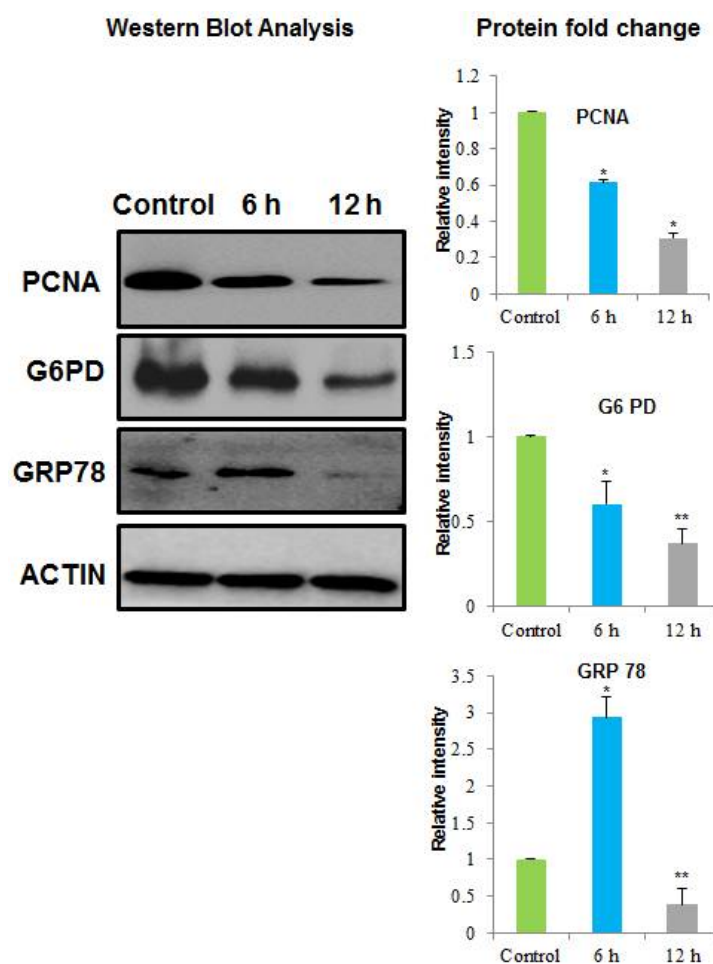 Western Blot Analysis
Control 6 h 12 h
PCNA
G6PD
GRP78
ACTIN
Protein fold change
PCNA
Relative intensity
1.2
1
0.8
0.6
0.4
0.2
0
*
*
Control 6 h 12 h
G6 PD
Relative intensity
1.5
1
0.5
0
*
**
Control 6 h 12 h
GRP 78
Relative intensity
3.5
3
2.5
2
1.5
1
0.5
0
*
**
Control 6 h 12 h